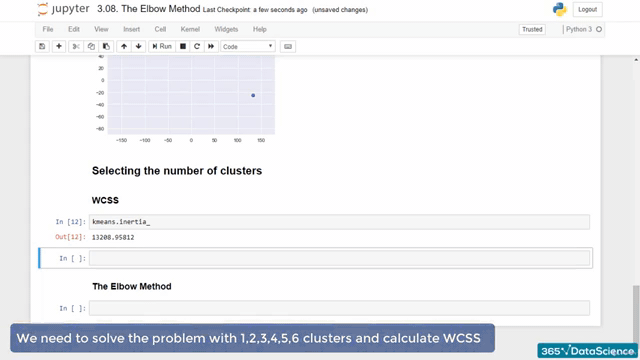 jupyter 3.08. The Elbow Method Last Checkpoint: a few seconds ago (unsaved changes) Logout
File Edit View Insert Cell Kernel Widgets Help Trusted Python 3
Run Code
40
20
0
-20
-40
-60
-80
-150 -100 -50 0 50 100 150
Selecting the number of clusters
WCSS
In [12]: kmeans.inertia_
Out[12]: 13208.95812
In [ ]:
The Elbow Method
In [ ]:
We need to solve the problem with 1,2,3,4,5,6 clusters and calculate WCSS
365 DataScience